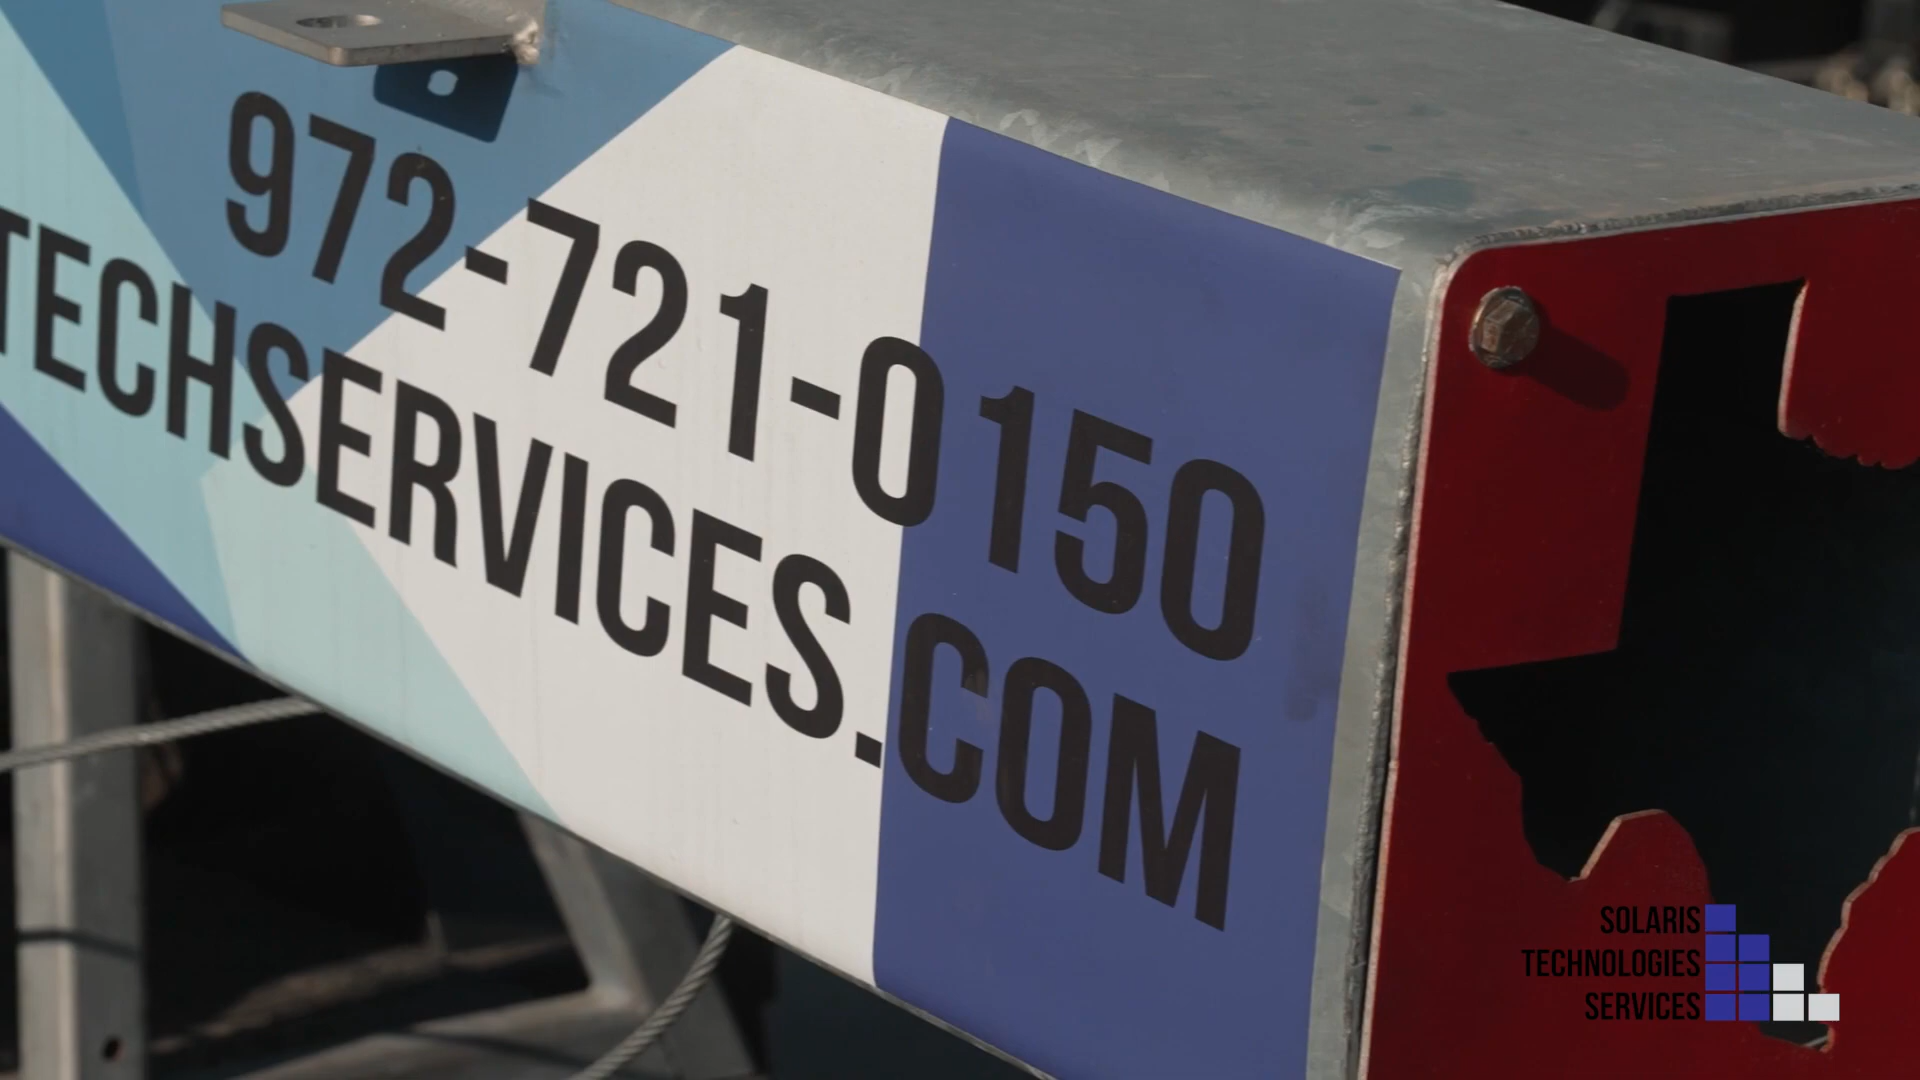 972-721-0150
TECHSERVICES.COM
SOLARIS
TECHNOLOGIES
SERVICES